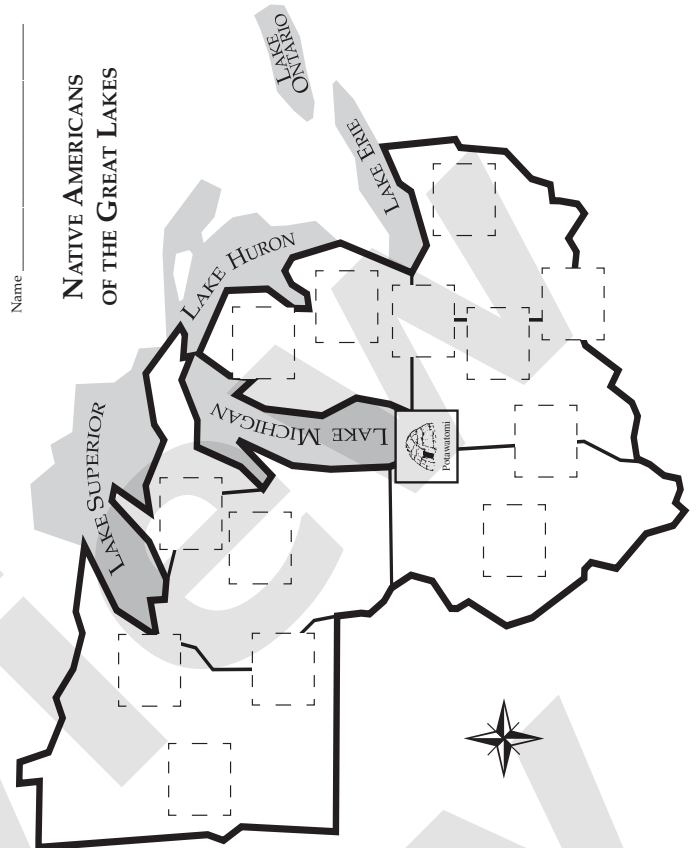 Name
NATIVE AMERICANS
OF THE GREAT LAKES
LAKE SUPERIOR
LAKE MICHIGAN
LAKE HURON
LAKE ERIE
LAKE
ONTARIO
Potawatomi